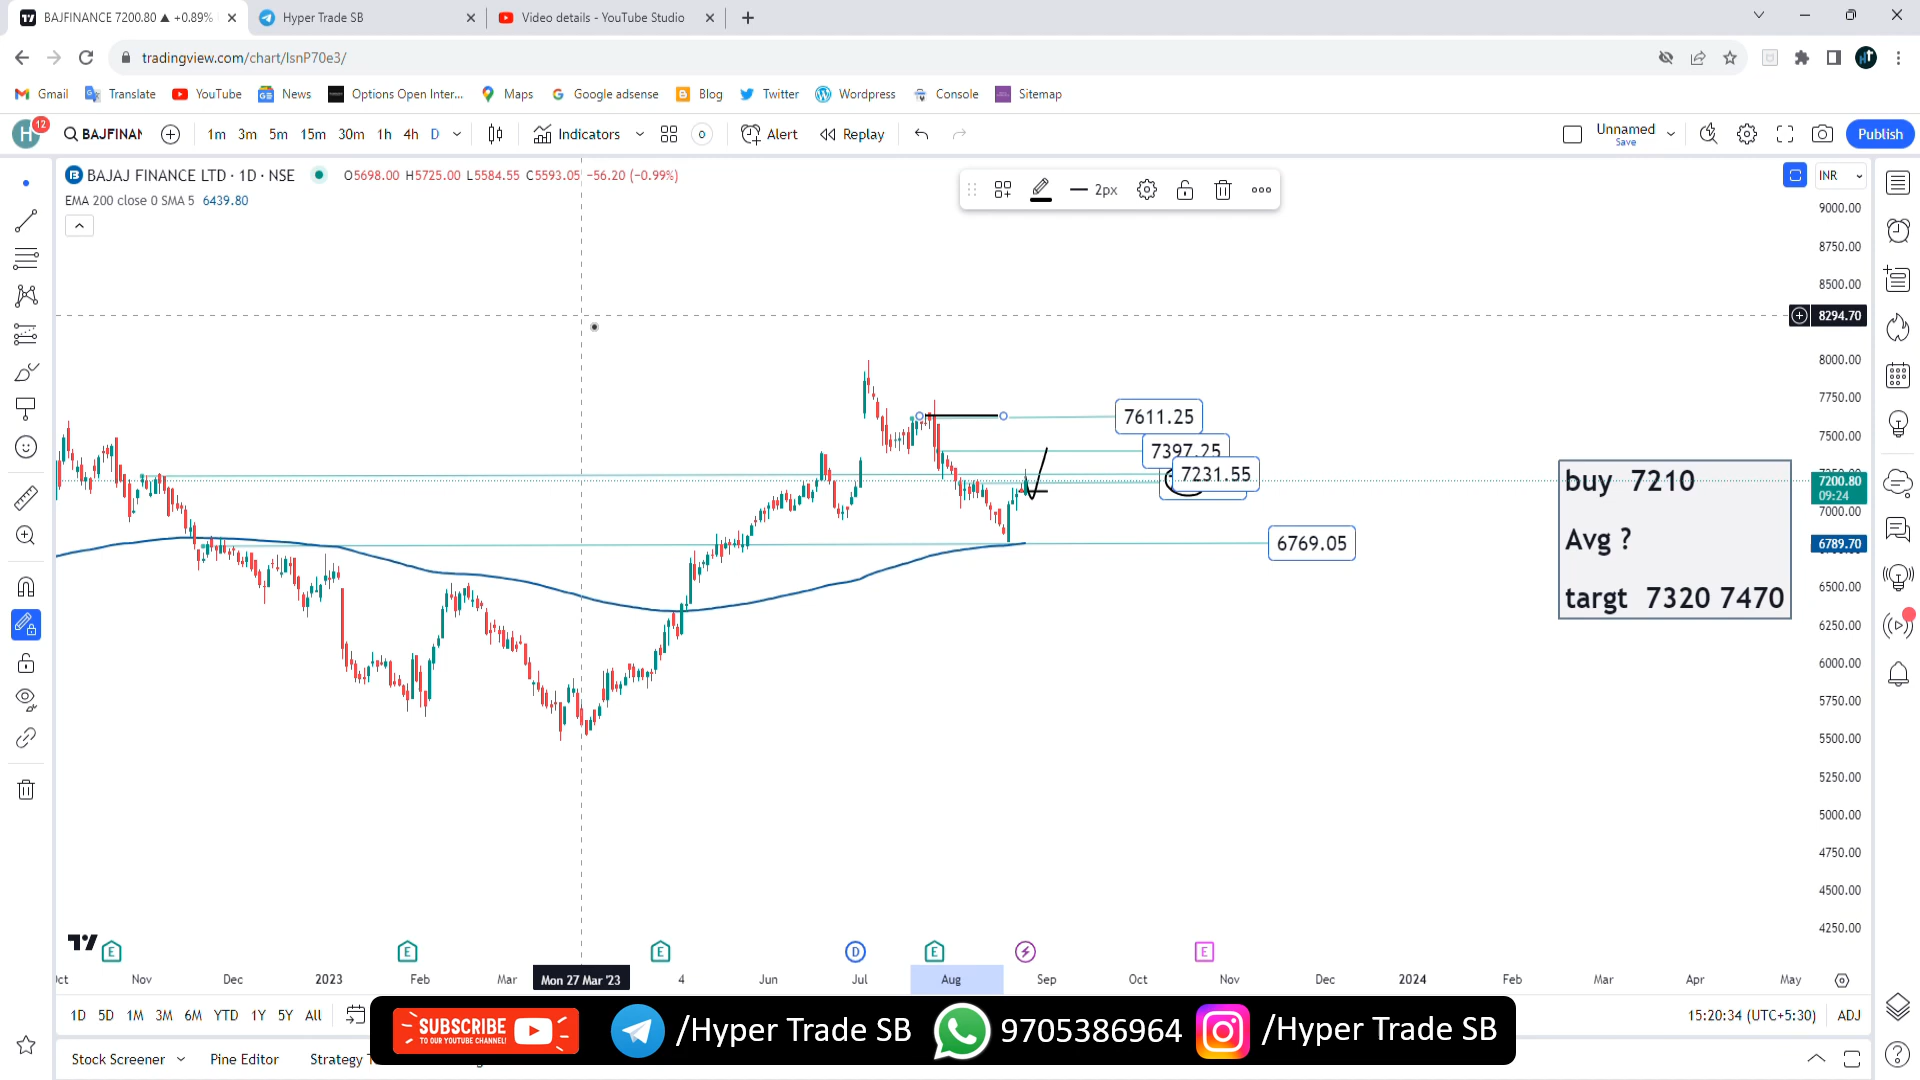 BAJFINANCE 7200.80 ▲ +0.89%
Hyper Trade SB
Video details - YouTube Studio
tradingview.com/chart/lsnP70e3/
Gmail
Translate
YouTube
News
Options Open Inter...
Maps
Google adsense
Blog
Twitter
Wordpress
Console
Sitemap
H 12
BAJFINAN
1m 3m 5m 15m 30m 1h 4h D
Indicators
Alert
Replay
Unnamed
Save
Publish
BAJAJ FINANCE LTD · 1D · NSE
O5698.00 H5725.00 L5584.55 C5593.05 −56.20 (−0.99%)
EMA 200 close 0 SMA 5 6439.80
2px
INR
9000.00
8750.00
8500.00
8294.70
8000.00
7750.00
7500.00
7200.80
09:24
7000.00
6789.70
6500.00
6250.00
6000.00
5750.00
5500.00
5250.00
5000.00
4750.00
4500.00
4250.00
7611.25
7397.25
7231.55
6769.05
buy 7210
Avg ?
targt 7320 7470
E E E D E E
Nov Dec 2023 Feb Mar Mon 27 Mar '23 4 Jun Jul Aug Sep Oct Nov Dec 2024 Feb Mar Apr May
1D 5D 1M 3M 6M YTD 1Y 5Y All
15:20:34 (UTC+5:30)
ADJ
SUBSCRIBE
TO OUR YOUTUBE CHANNEL!
/Hyper Trade SB
9705386964
/Hyper Trade SB
Stock Screener
Pine Editor
Strategy